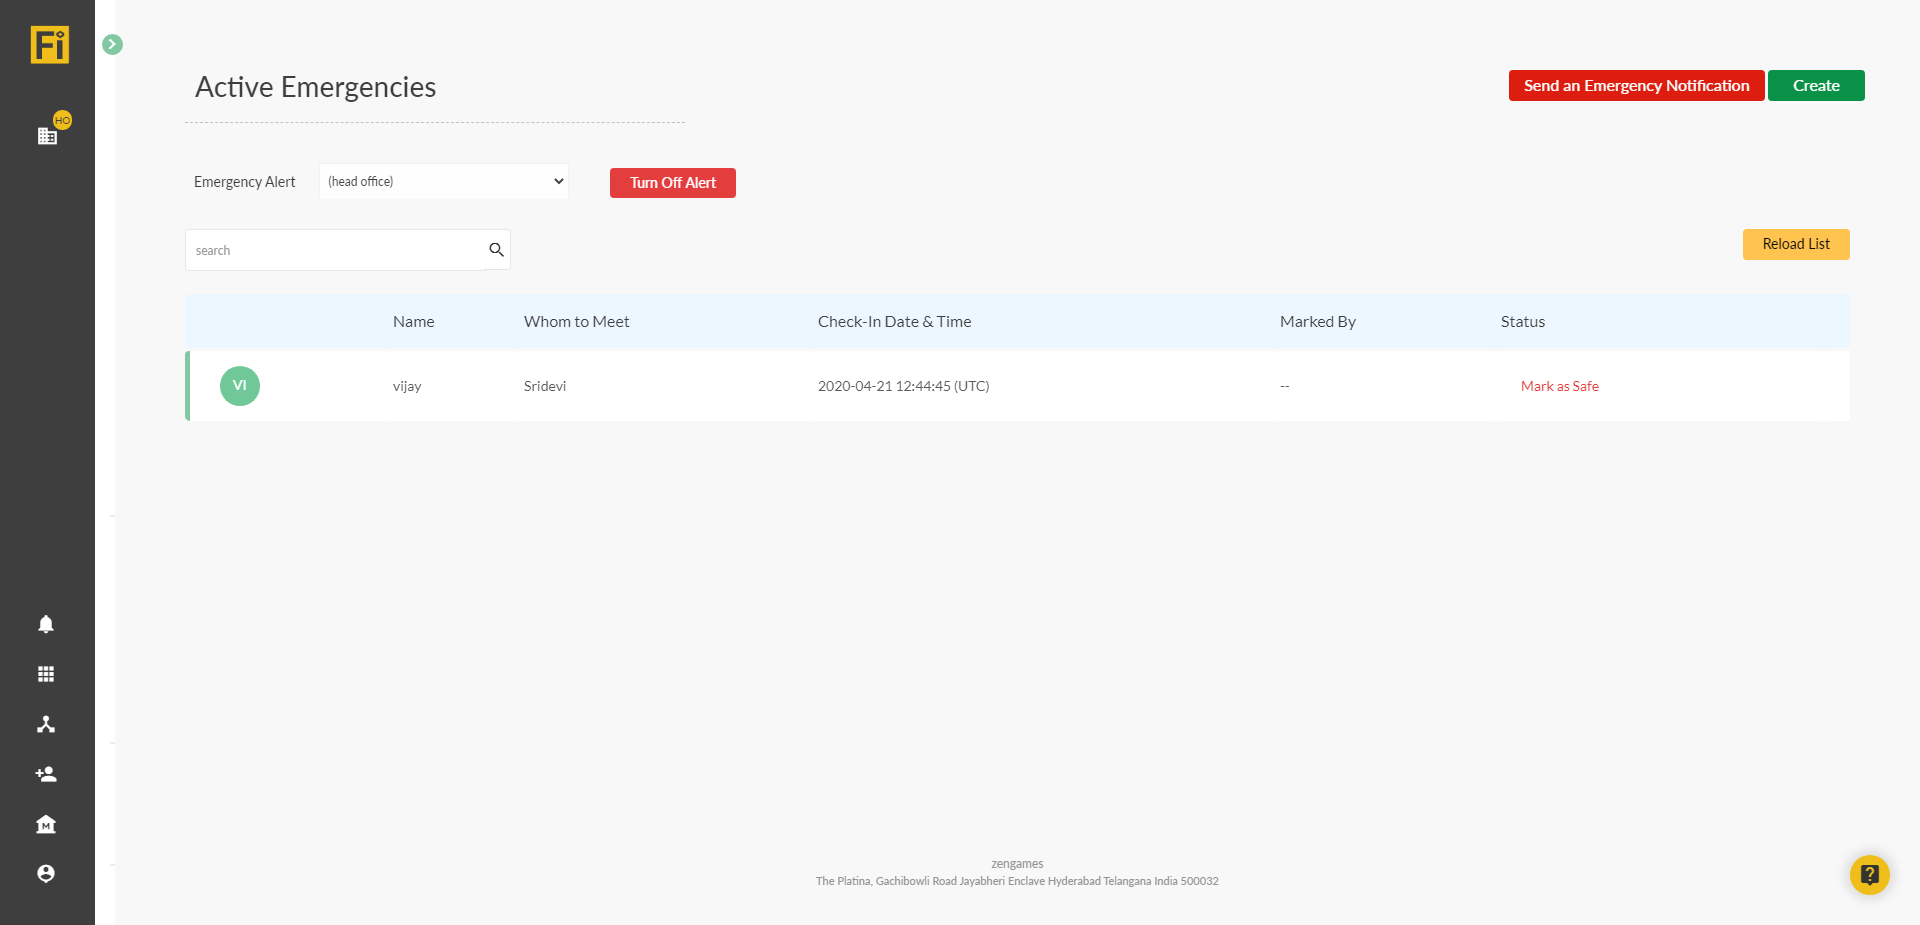 Fi
HO
Active Emergencies
Send an Emergency Notification
Create
Emergency Alert
(head office)
Turn Off Alert
search
Reload List
Name Whom to Meet Check-In Date & Time Marked By Status
VI vijay Sridevi 2020-04-21 12:44:45 (UTC) -- Mark as Safe
M
zengames
The Platina, Gachibowli Road Jayabheri Enclave Hyderabad Telangana India 500032
?